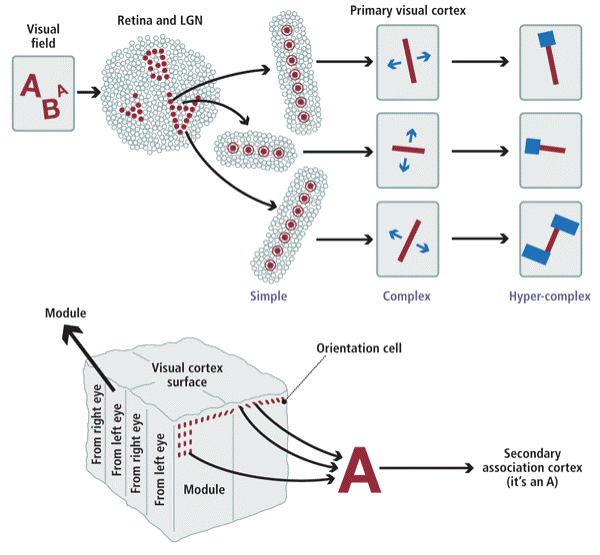 Visual
field
Retina and LGN
Primary visual cortex
A
A
B
Simple
Complex
Hyper-complex
Module
Visual cortex
surface
Orientation cell
From right eye
From left eye
From right eye
From left eye
Module
A
Secondary
association cortex
(it's an A)